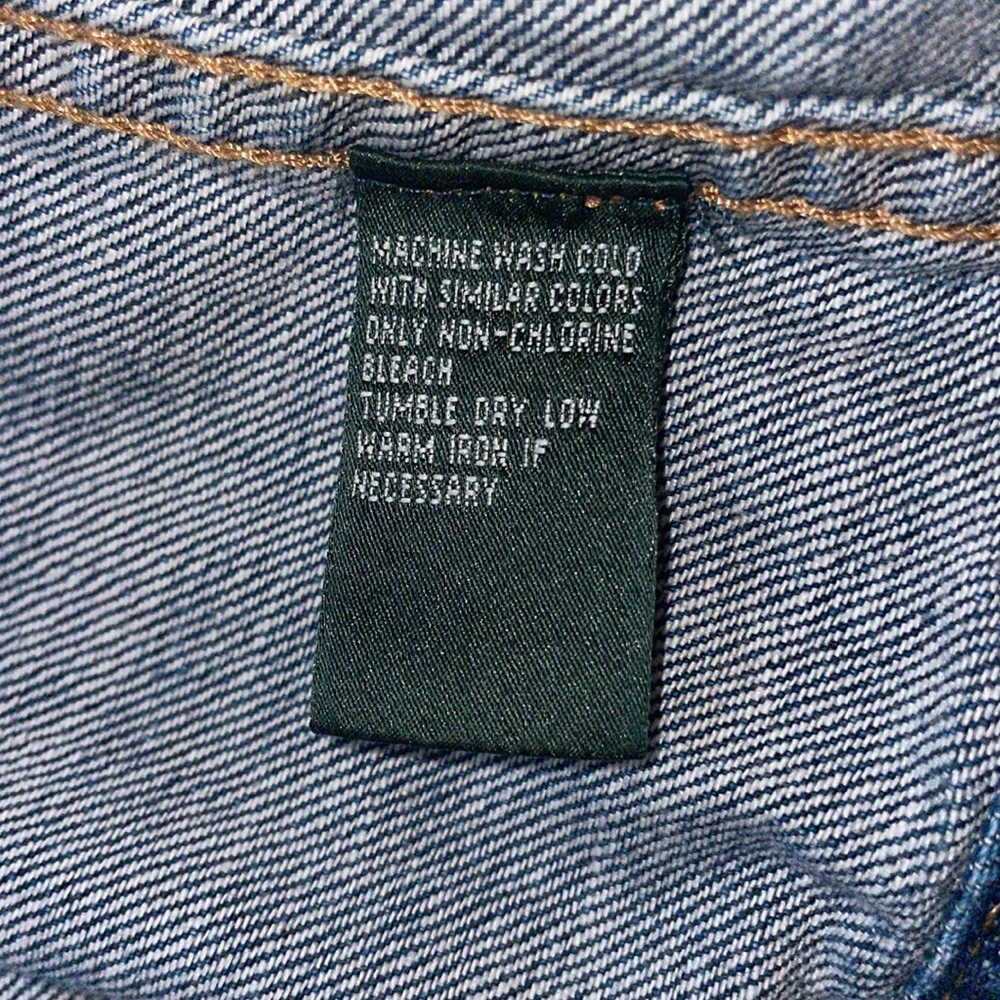 MACHINE WASH COLD
WITH SIMILAR COLORS
ONLY NON-CHLORINE
BLEACH
TUMBLE DRY LOW
WARM IRON IF
NECESSARY